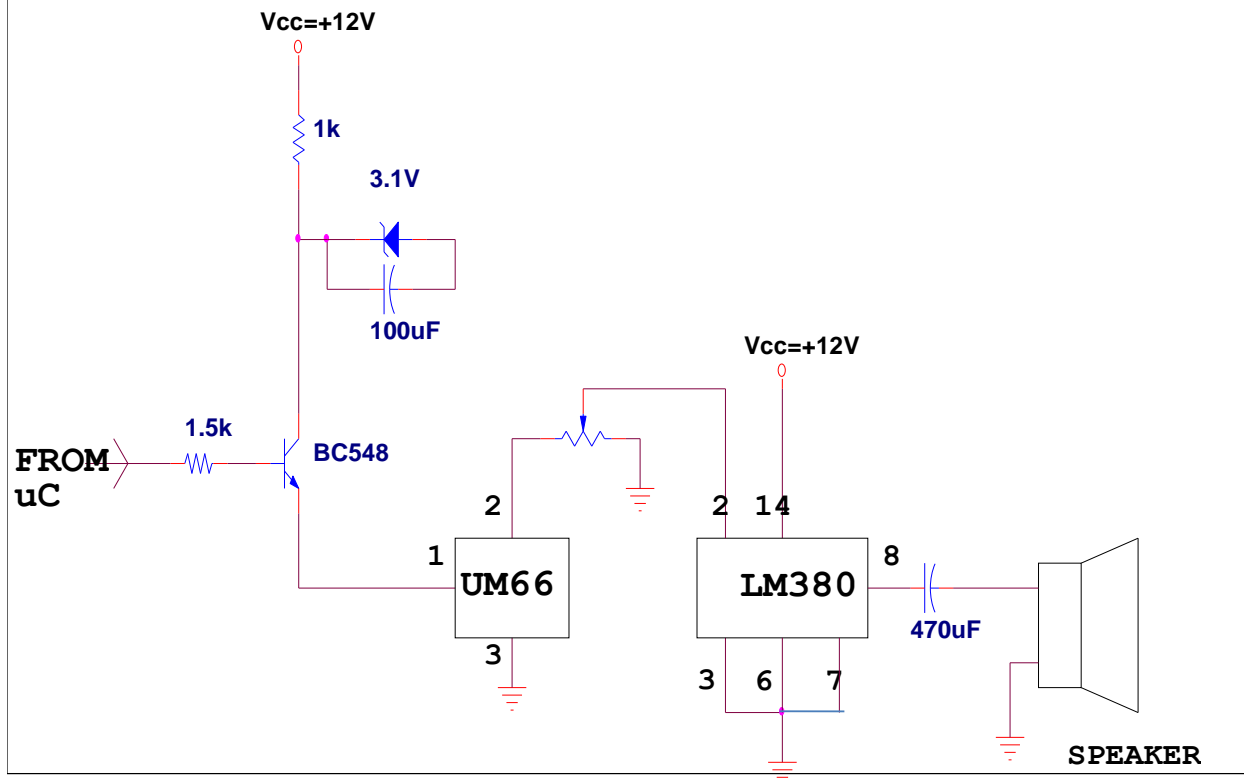 Vcc=+12V
1k
3.1V
100uF
Vcc=+12V
1.5k
BC548
FROM
uC
2
2 14
1
8
UM66
LM380
470uF
3
3 6 7
SPEAKER